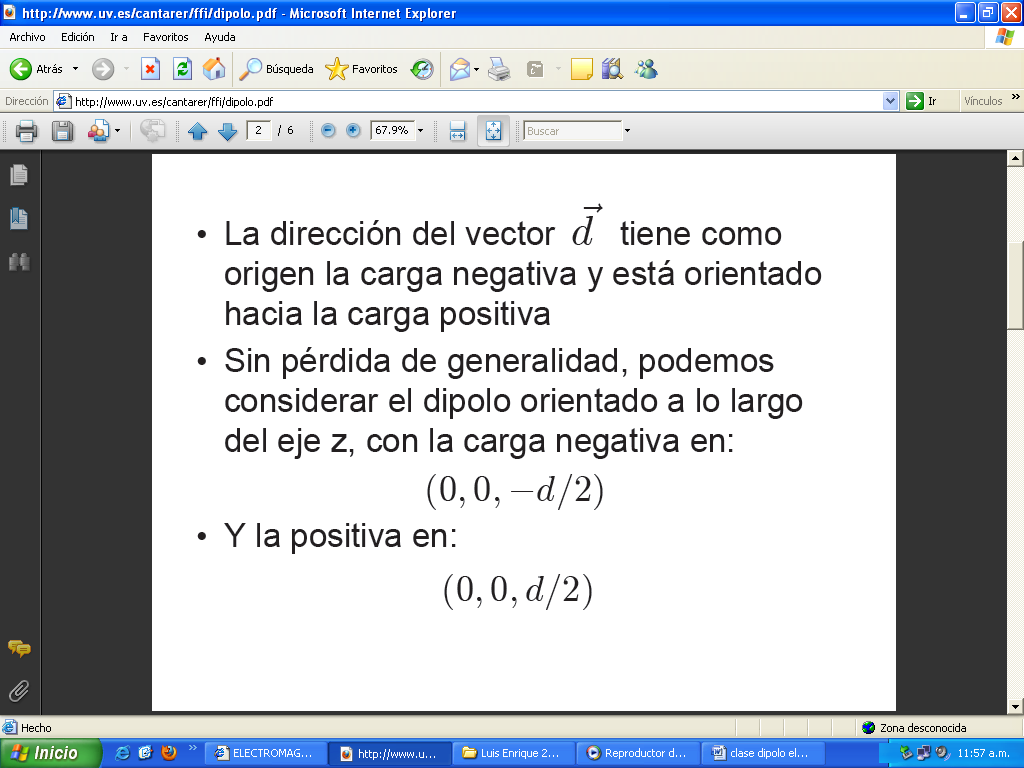 http://www.uv.es/cantarer/ffi/dipolo.pdf - Microsoft Internet Explorer
Archivo Edición Ir a Favoritos Ayuda
Atrás Búsqueda Favoritos
Dirección http://www.uv.es/cantarer/ffi/dipolo.pdf Ir Vínculos »
2 / 6 67.9% Buscar
• La dirección del vector \vec{d} tiene como
origen la carga negativa y está orientado
hacia la carga positiva
• Sin pérdida de generalidad, podemos
considerar el dipolo orientado a lo largo
del eje z, con la carga negativa en:
(0, 0, −d/2)
• Y la positiva en:
(0, 0, d/2)
Hecho Zona desconocida
Inicio » ELECTROMAG... http://www.u... Luis Enrique 2... Reproductor d... clase dipolo el... 11:57 a.m.